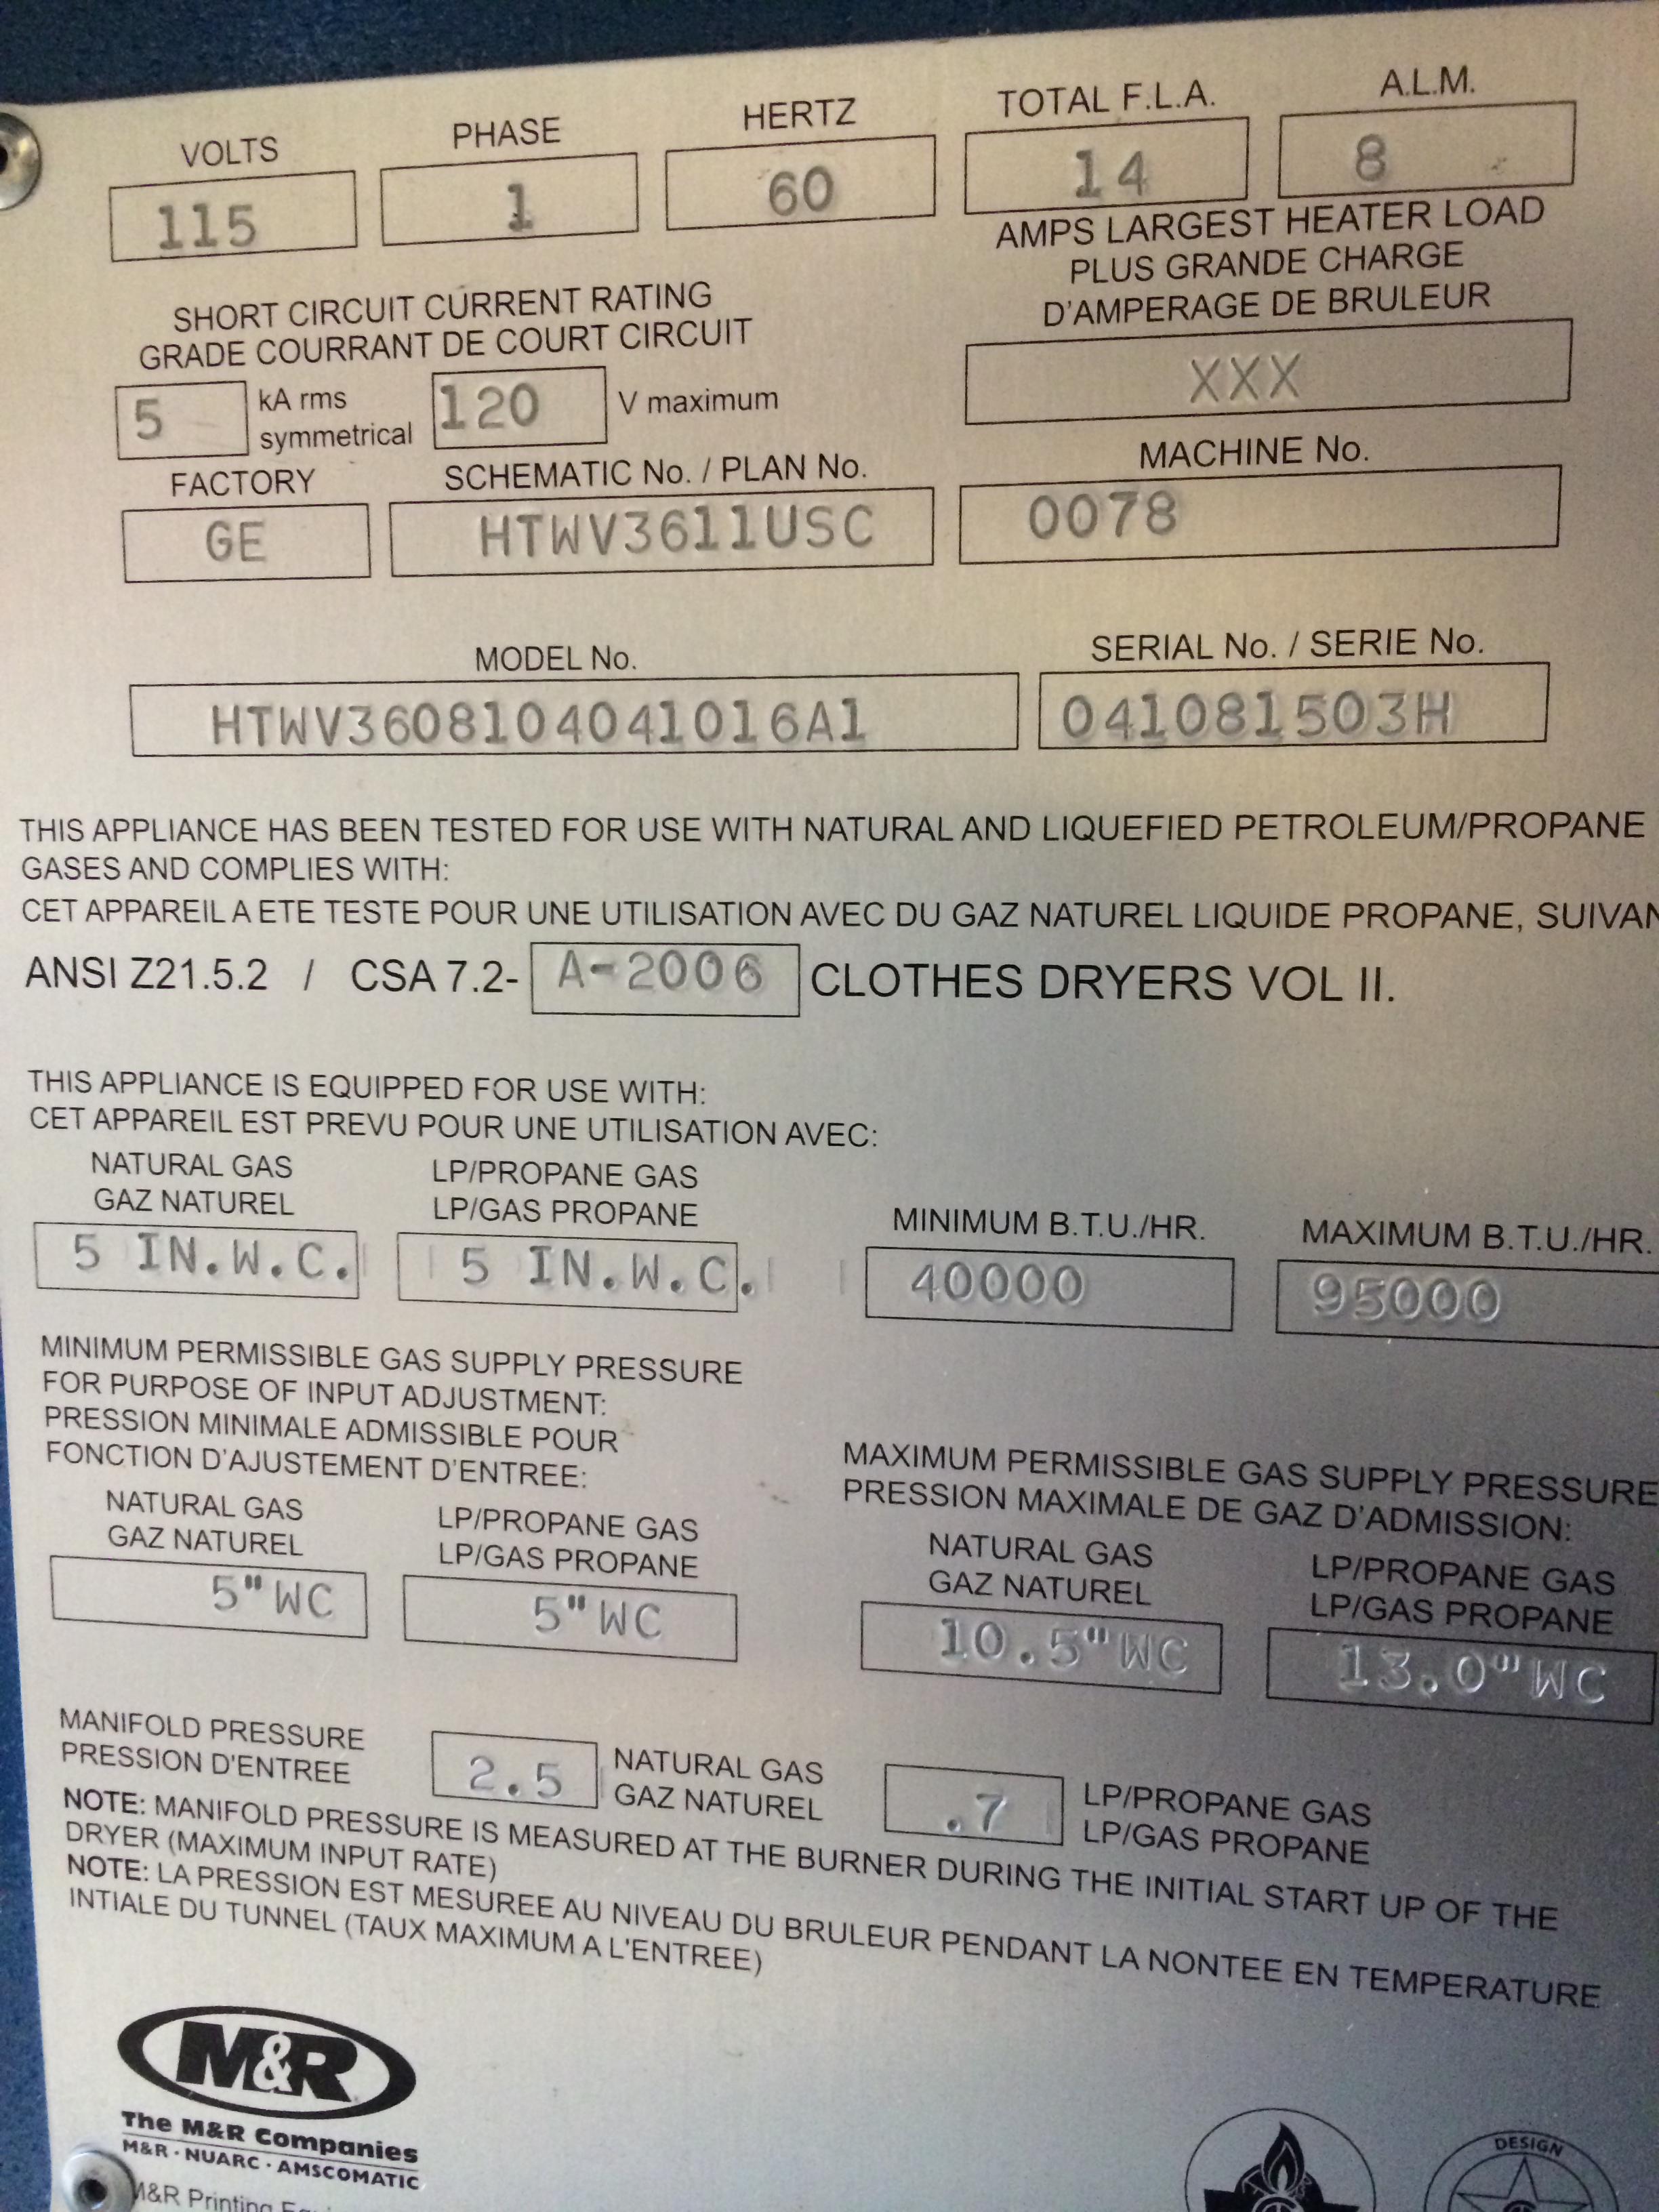 VOLTS PHASE HERTZ TOTAL F.L.A. A.L.M.
115 1 60 14 8
SHORT CIRCUIT CURRENT RATING
GRADE COURRANT DE COURT CIRCUIT
AMPS LARGEST HEATER LOAD
PLUS GRANDE CHARGE
D'AMPERAGE DE BRULEUR
5 kA rms symmetrical 120 V maximum
XXX
FACTORY SCHEMATIC No. / PLAN No. MACHINE No.
GE HTWV3611USC 0078
MODEL No. SERIAL No. / SERIE No.
HTWV3608104041016A1 041081503H
THIS APPLIANCE HAS BEEN TESTED FOR USE WITH NATURAL AND LIQUEFIED PETROLEUM/PROPANE
GASES AND COMPLIES WITH:
CET APPAREIL A ETE TESTE POUR UNE UTILISATION AVEC DU GAZ NATUREL LIQUIDE PROPANE, SUIVAN
ANSI Z21.5.2 / CSA 7.2- A-2006 CLOTHES DRYERS VOL II.
THIS APPLIANCE IS EQUIPPED FOR USE WITH:
CET APPAREIL EST PREVU POUR UNE UTILISATION AVEC:
NATURAL GAS LP/PROPANE GAS
GAZ NATUREL LP/GAS PROPANE
MINIMUM B.T.U./HR. MAXIMUM B.T.U./HR.
5 IN.W.C. 5 IN.W.C. 40000 95000
MINIMUM PERMISSIBLE GAS SUPPLY PRESSURE
FOR PURPOSE OF INPUT ADJUSTMENT:
PRESSION MINIMALE ADMISSIBLE POUR
FONCTION D'AJUSTEMENT D'ENTREE:
NATURAL GAS LP/PROPANE GAS
GAZ NATUREL LP/GAS PROPANE
5"WC 5"WC
MAXIMUM PERMISSIBLE GAS SUPPLY PRESSURE
PRESSION MAXIMALE DE GAZ D'ADMISSION:
NATURAL GAS LP/PROPANE GAS
GAZ NATUREL LP/GAS PROPANE
10.5"WC 13.0"WC
MANIFOLD PRESSURE
PRESSION D'ENTREE
2.5 NATURAL GAS
GAZ NATUREL
.7 LP/PROPANE GAS
LP/GAS PROPANE
NOTE: MANIFOLD PRESSURE IS MEASURED AT THE BURNER DURING THE INITIAL START UP OF THE
DRYER (MAXIMUM INPUT RATE)
NOTE: LA PRESSION EST MESUREE AU NIVEAU DU BRULEUR PENDANT LA NONTEE EN TEMPERATURE
INTIALE DU TUNNEL (TAUX MAXIMUM A L'ENTREE)
M&R
The M&R Companies
M&R · NUARC · AMSCOMATIC
M&R Printing
DESIGN